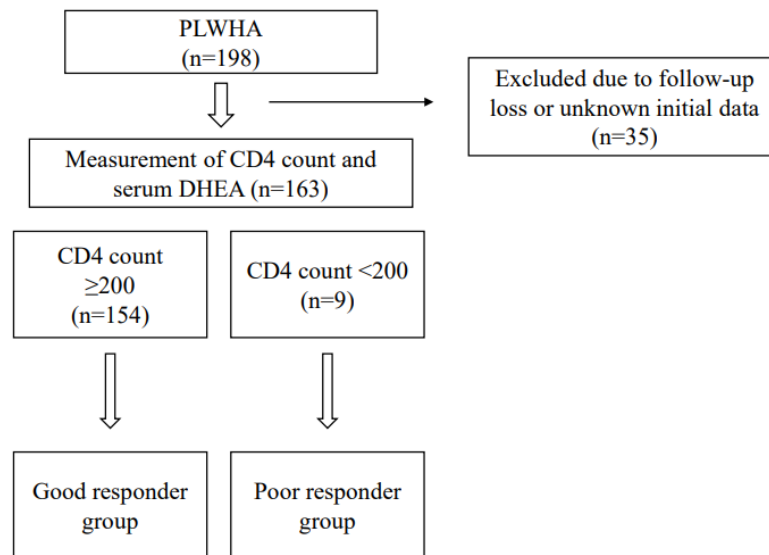 PLWHA
(n=198)
Excluded due to follow-up
loss or unknown initial data
(n=35)
Measurement of CD4 count and
serum DHEA (n=163)
CD4 count
≥200
(n=154)
CD4 count <200
(n=9)
Good responder
group
Poor responder
group